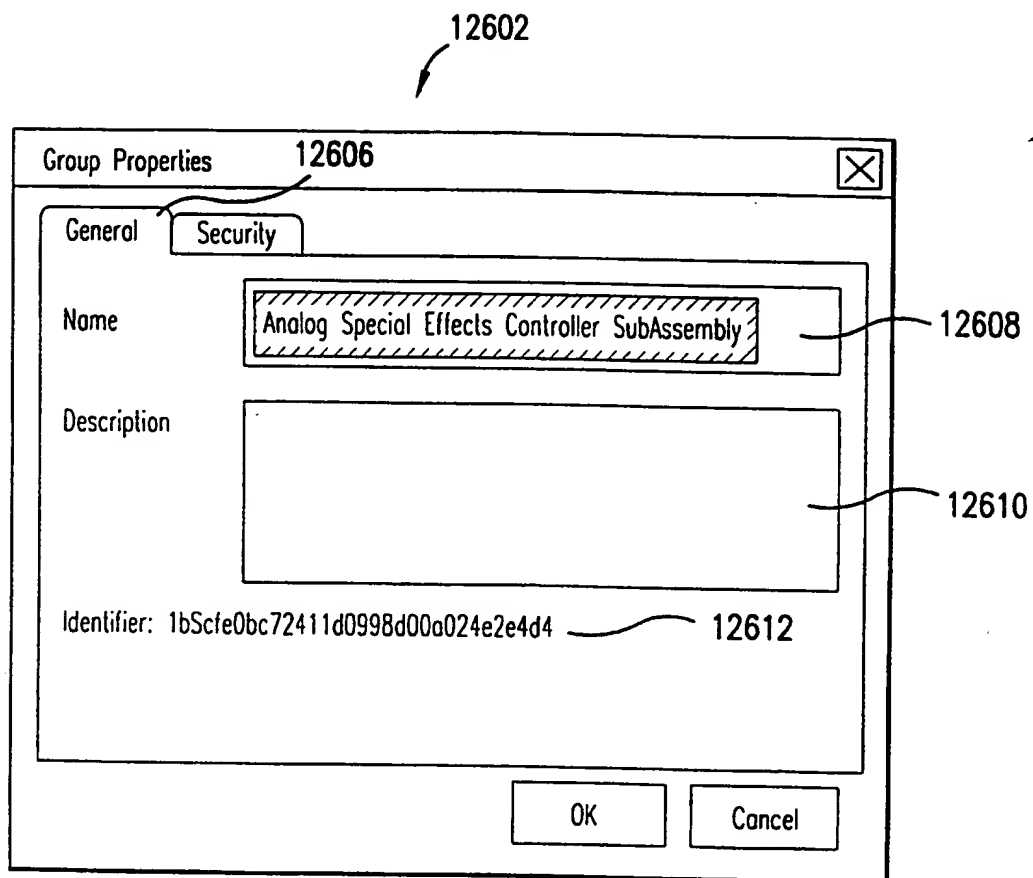 12602
Group Properties
12606
General
Security
Name
Analog Special Effects Controller SubAssembly
12608
Description
12610
Identifier: 1bScfe0bc72411d0998d00a024e2e4d4
12612
OK
Cancel